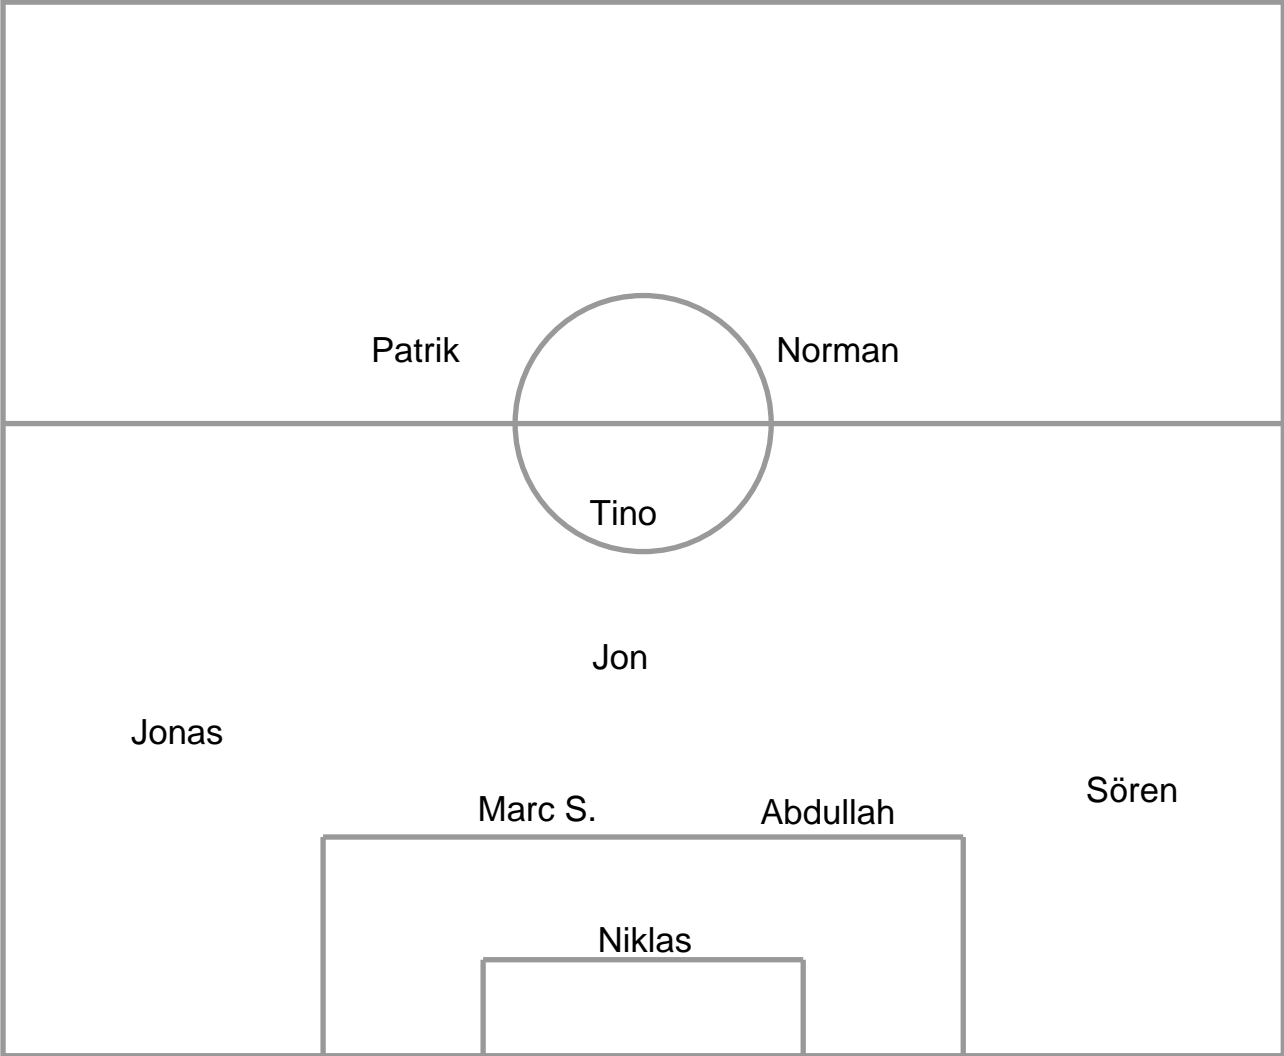 Patrik
Norman
Tino
Jon
Jonas
Sören
Marc S.
Abdullah
Niklas